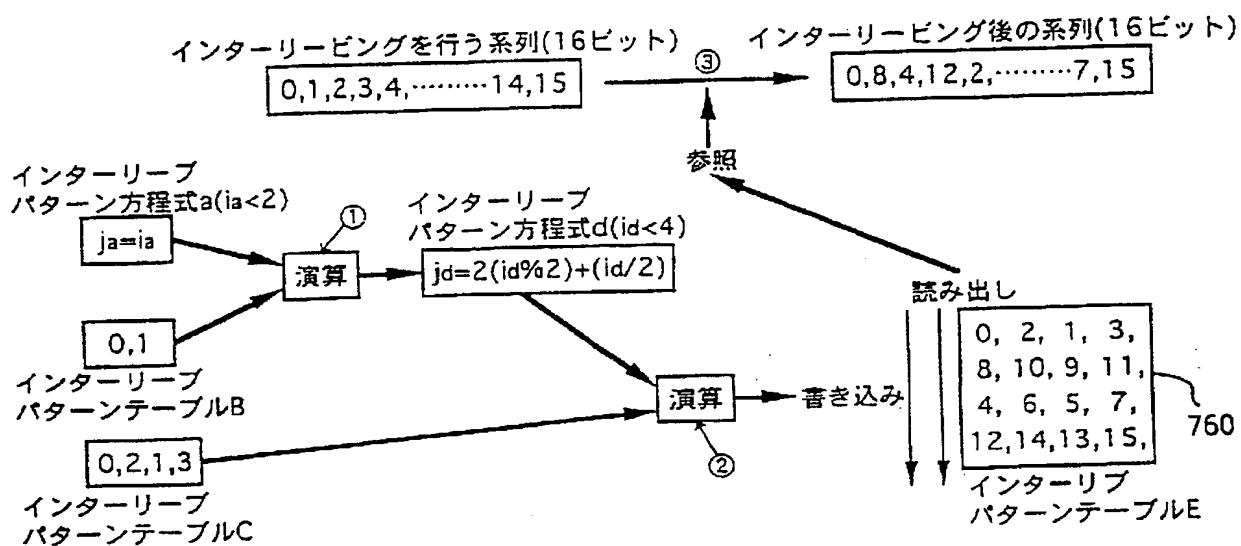 インターリービングを行う系列(16ビット)
0,1,2,3,4,………14,15
③
インターリービング後の系列(16ビット)
0,8,4,12,2,………7,15
参照
インターリーブ
パターン方程式a(ia<2)
ja=ia
①
演算
インターリーブ
パターン方程式d(id<4)
jd=2(id%2)+(id/2)
0,1
インターリーブ
パターンテーブルB
0,2,1,3
インターリーブ
パターンテーブルC
演算
②
書き込み
読み出し
0, 2, 1, 3,
8, 10, 9, 11,
4, 6, 5, 7,
12,14,13,15,
760
インターリブ
パターンテーブルE